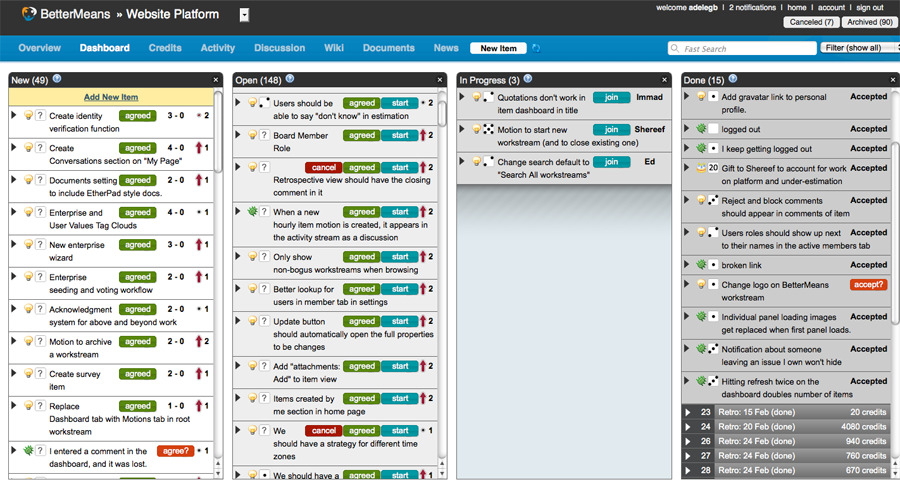 BetterMeans » Website Platform
welcome adelegb | 2 notifications | home | account | sign out
Canceled (7) Archived (90)
Overview Dashboard Credits Activity Discussion Wiki Documents News New Item
Fast Search
Filter (show all)
New (49)
Add New Item
Create identity agreed 3 - 0 2
verification function
Create agreed 4 - 0 1
Conversations section on "My Page"
Documents setting agreed 2 - 0 1
to include EtherPad style docs.
Enterprise and agreed 4 - 0 1
User Values Tag Clouds
New enterprise agreed 3 - 0 1
wizard
Enterprise agreed 2 - 0 1
seeding and voting workflow
Acknowledgment agreed 2 - 0 1
system for above and beyond work
Motion to archive agreed 2 - 0 2
a workstream
Create survey agreed 2 - 0 1
item
Replace agreed 1 - 0 1
Dashboard tab with Motions tab in root
workstream
I entered a comment in the agree? 1
dashboard, and it was lost.
Open (148)
Users should be agreed start 2
able to say "don't know" in estimation
Board Member agreed start 2
Role
cancel agreed start 2
Retrospective view should have the closing
comment in it
When a new agreed start 2
hourly item motion is created, it appears in
the activity stream as a discussion
Only show agreed start 2
non-bogus workstreams when browsing
Better lookup for agreed start 2
users in member tab in settings
Update button agreed start 2
should automatically open the full properties
to be changes
Add "attachments: agreed start 2
Add" to item view
Items created by agreed start 2
me section in home page
We cancel agreed start 1
should have a strategy for different time
zones
We should have a agreed start 1
In Progress (3)
Quotations don't work in join Immad
item dashboard in title
Motion to start new join Shereef
workstream (and to close existing one)
Change search default to join Ed
"Search All workstreams"
Done (15)
Add gravatar link to personal Accepted
profile.
logged out Accepted
I keep getting logged out Accepted
20 Gift to Shereef to account for work
on platform and under-estimation
Reject and block comments
should appear in comments of item
Users roles should show up next
to their names in the active members tab
broken link Accepted
Change logo on BetterMeans accept?
workstream
Individual panel loading images
get replaced when first panel loads.
Notification about someone Accepted
leaving an issue I own won't hide
Hitting refresh twice on the Accepted
dashboard doubles number of items
23 Retro: 15 Feb (done) 20 credits
24 Retro: 20 Feb (done) 4080 credits
26 Retro: 24 Feb (done) 940 credits
27 Retro: 24 Feb (done) 760 credits
28 Retro: 24 Feb (done) 670 credits